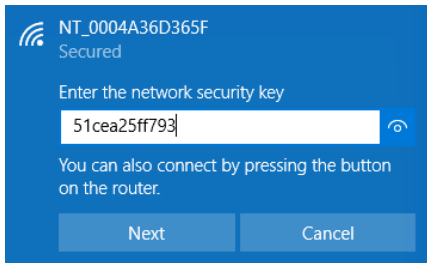 NT_0004A36D365F
Secured
Enter the network security key
51cea25ff793
You can also connect by pressing the button
on the router.
Next
Cancel